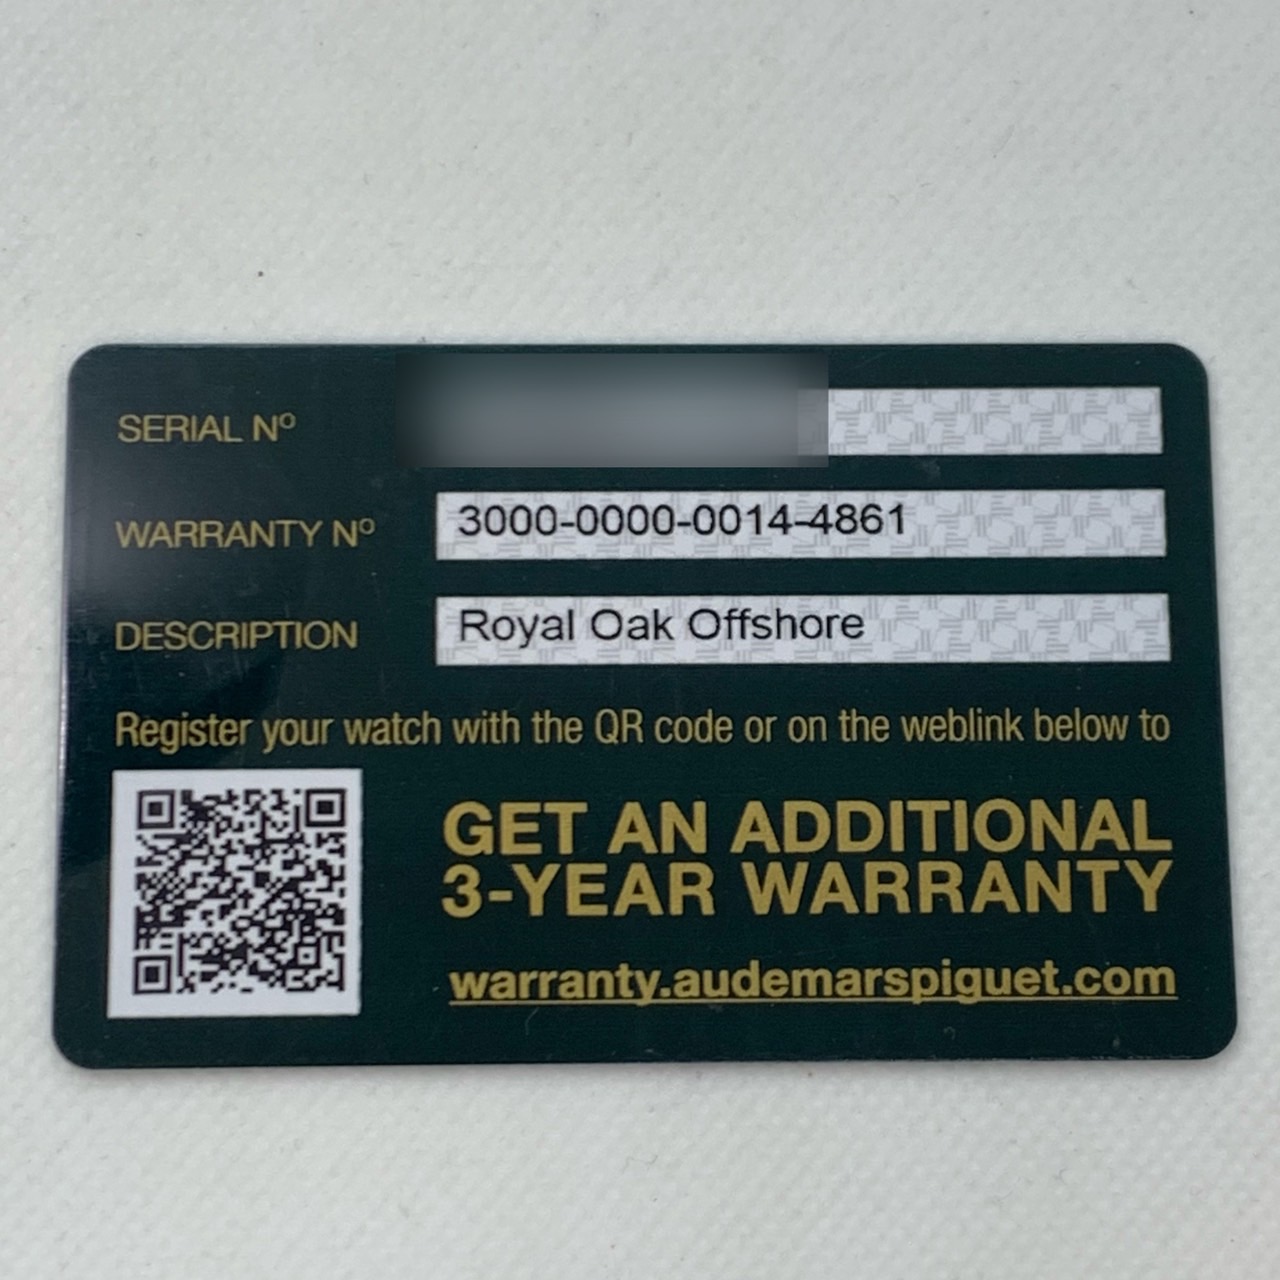 SERIAL Nº
WARRANTY Nº 3000-0000-0014-4861
DESCRIPTION Royal Oak Offshore
Register your watch with the QR code or on the weblink below to
GET AN ADDITIONAL
3-YEAR WARRANTY
warranty.audemarspiguet.com